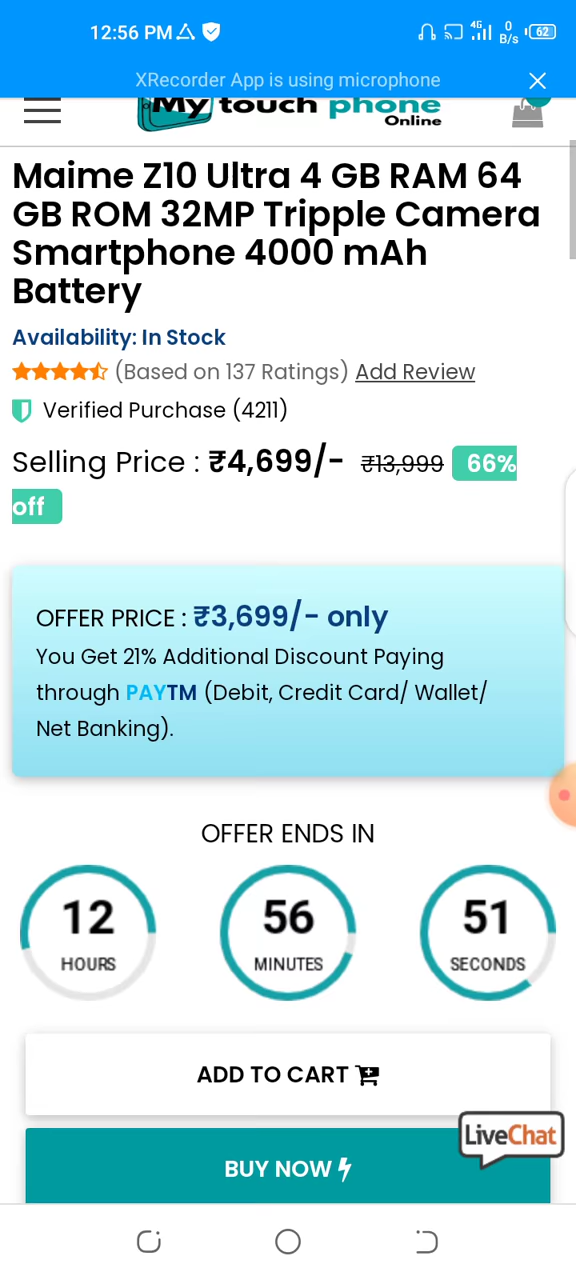 12:56 PM
4G 0 B/s 62
XRecorder App is using microphone
My touch phone
Online
Maime Z10 Ultra 4 GB RAM 64
GB ROM 32MP Tripple Camera
Smartphone 4000 mAh
Battery
Availability: In Stock
(Based on 137 Ratings) Add Review
Verified Purchase (4211)
Selling Price : ₹4,699/- ₹13,999 66%
off
OFFER PRICE : ₹3,699/- only
You Get 21% Additional Discount Paying
through PAYTM (Debit, Credit Card/ Wallet/
Net Banking).
OFFER ENDS IN
12 56 51
HOURS MINUTES SECONDS
ADD TO CART
LiveChat
BUY NOW